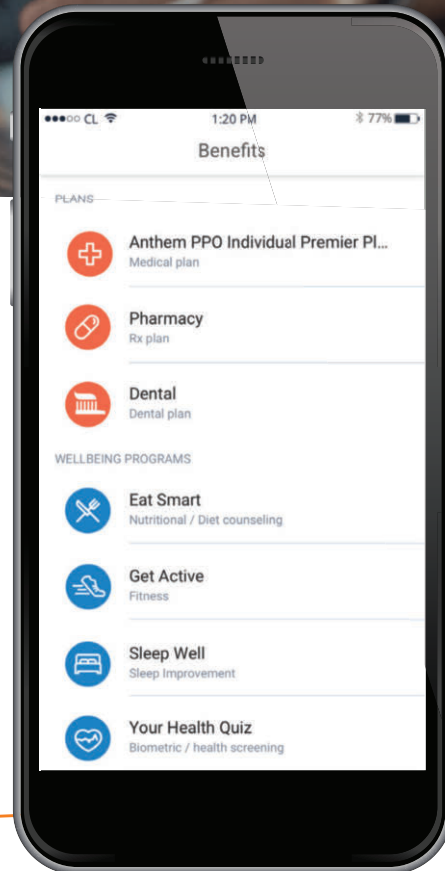 CL 1:20 PM 77%
Benefits
PLANS
Anthem PPO Individual Premier Pl...
Medical plan
Pharmacy
Rx plan
Dental
Dental plan
WELLBEING PROGRAMS
Eat Smart
Nutritional / Diet counseling
Get Active
Fitness
Sleep Well
Sleep Improvement
Your Health Quiz
Biometric / health screening